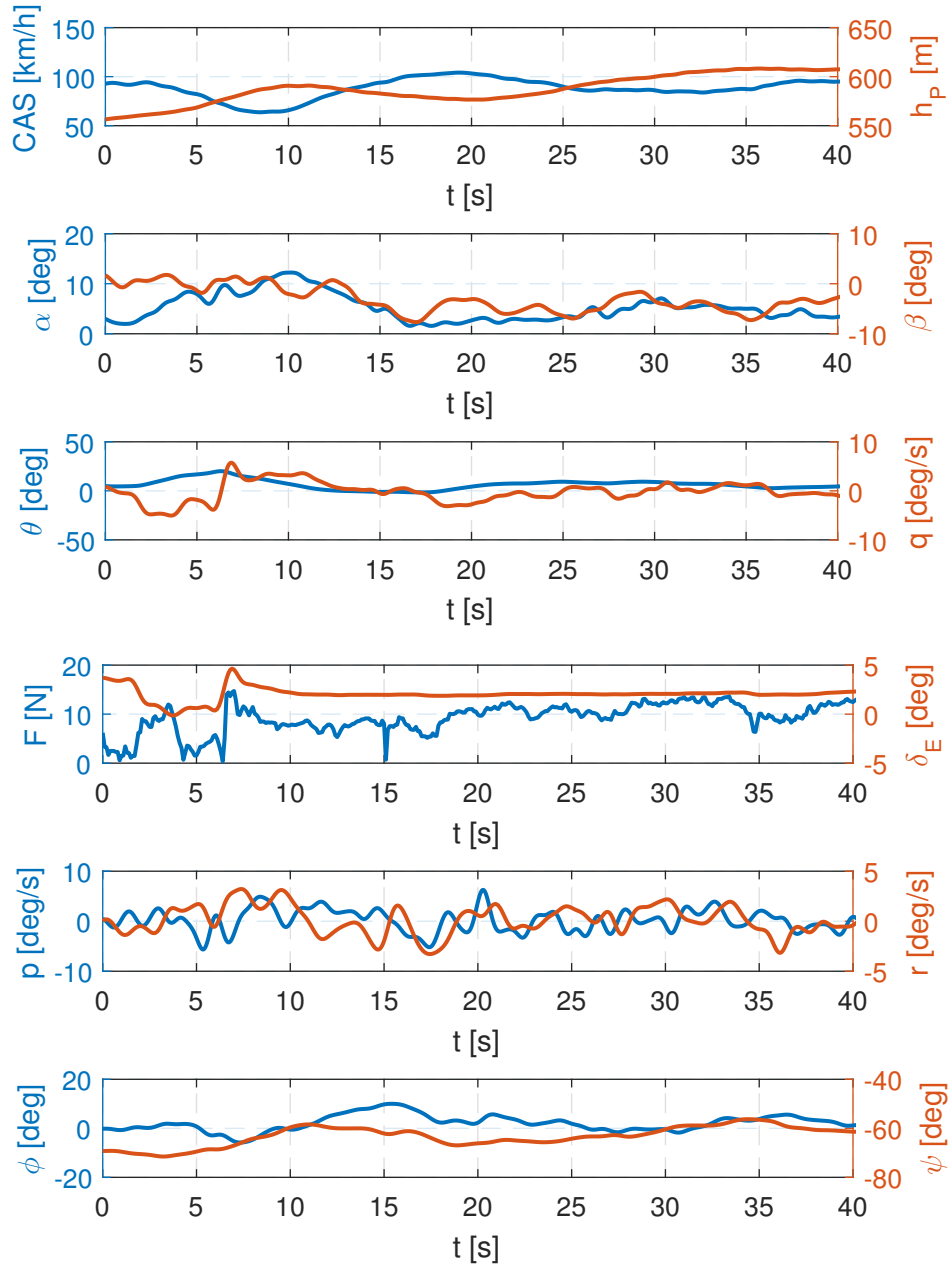 150 650
CAS [km/h] 100 600 h_P [m]
50 550
0 5 10 15 20 25 30 35 40
t [s]
20 10
α [deg] 10 0 β [deg]
0 -10
0 5 10 15 20 25 30 35 40
t [s]
50 10
θ [deg] 0 0 q [deg/s]
-50 -10
0 5 10 15 20 25 30 35 40
t [s]
20 5
F [N] 10 0 δ_E [deg]
0 -5
0 5 10 15 20 25 30 35 40
t [s]
10 5
p [deg/s] 0 0 r [deg/s]
-10 -5
0 5 10 15 20 25 30 35 40
t [s]
20 -40
ϕ [deg] 0 -60 ψ [deg]
-20 -80
0 5 10 15 20 25 30 35 40
t [s]